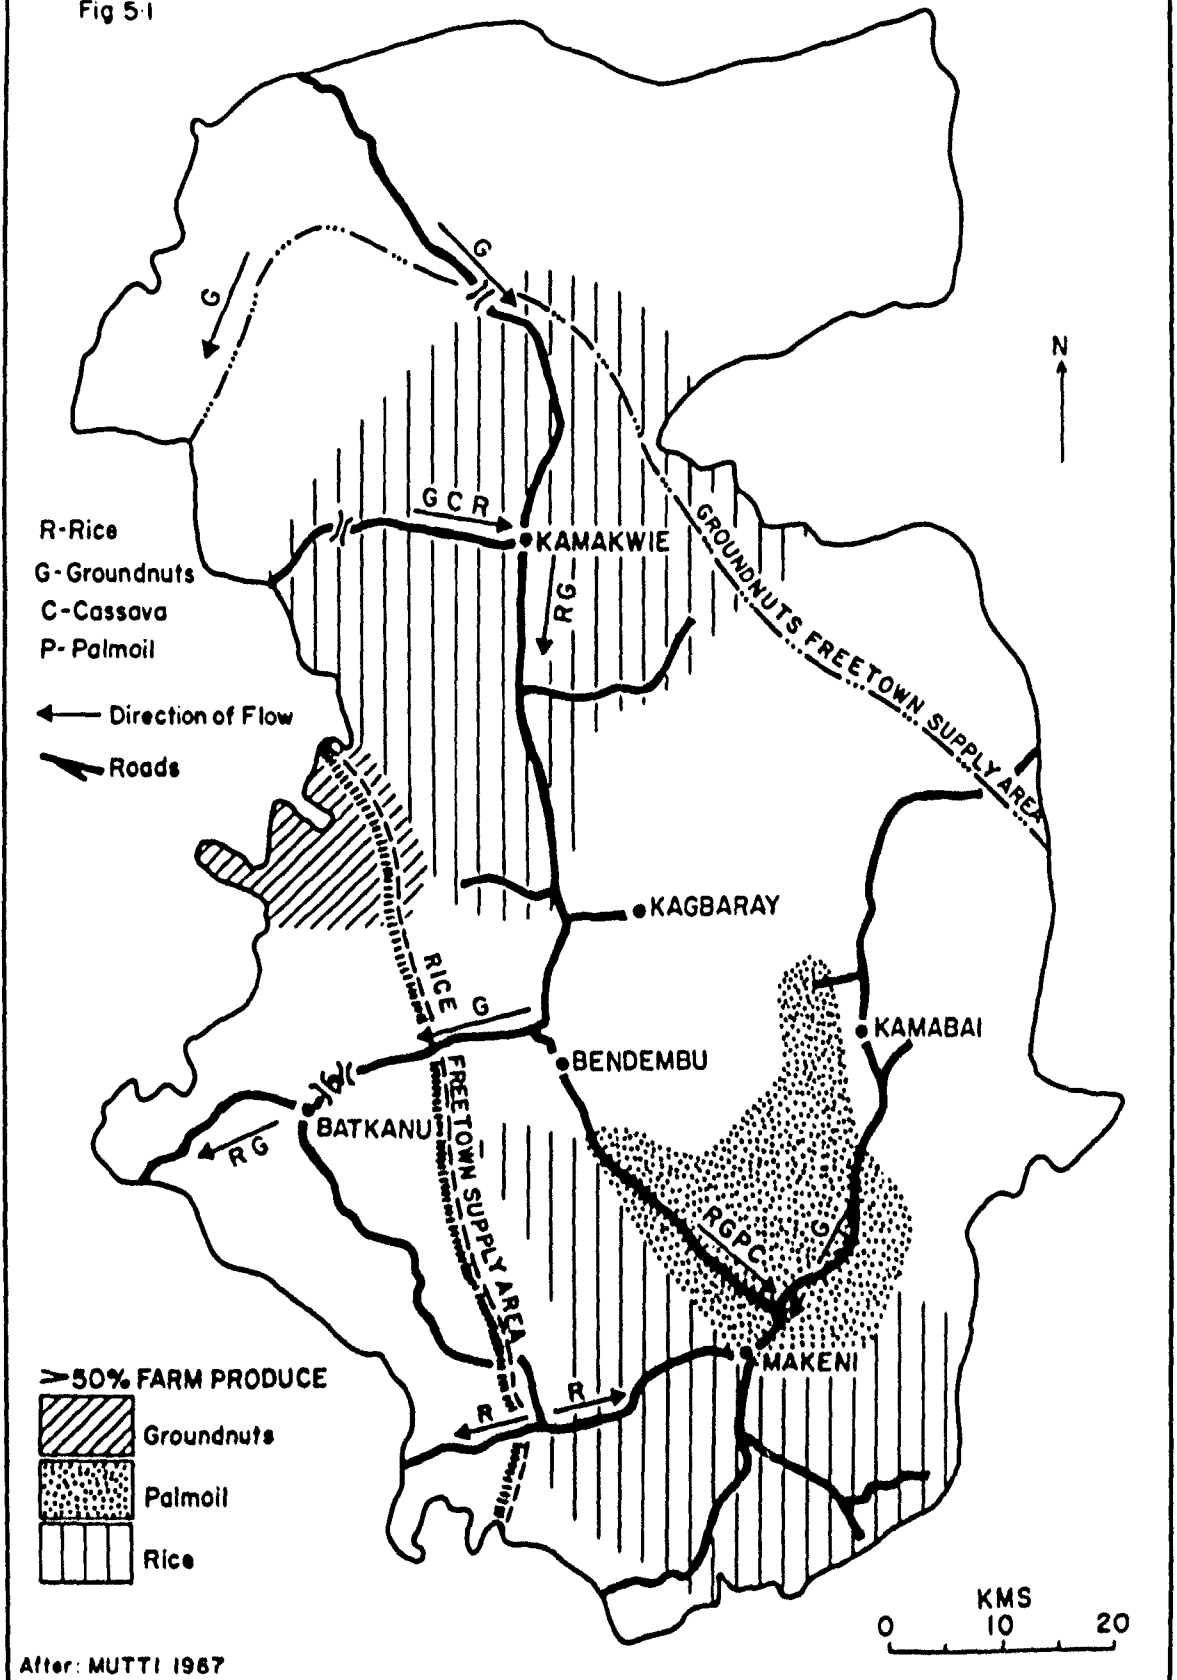 Fig 5·1
G
G
N
G C R
R-Rice
KAMAKWIE
G-Groundnuts
RG
C-Cassava
P-Palmoil
GROUNDNUTS FREETOWN SUPPLY AREA
Direction of Flow
Roads
KAGBARAY
RICE FREETOWN SUPPLY AREA
G
KAMABAI
BENDEMBU
BATKANU
RG
RGPC
G
MAKENI
>50% FARM PRODUCE
R
R
Groundnuts
Palmoil
Rice
KMS
0 10 20
After: MUTTI 1967